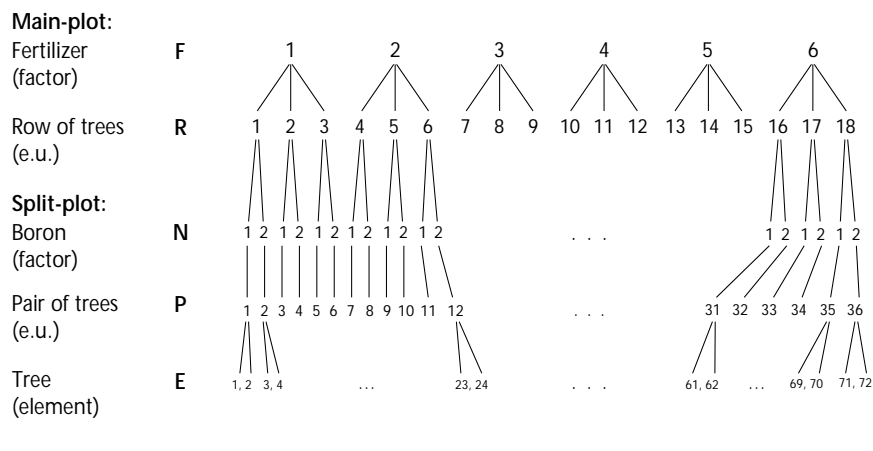 Main-plot:
Fertilizer F 1 2 3 4 5 6
(factor)
Row of trees R 1 2 3 4 5 6 7 8 9 10 11 12 13 14 15 16 17 18
(e.u.)
Split-plot:
Boron N 1 2 1 2 1 2 1 2 1 2 1 2 . . . 1 2 1 2 1 2
(factor)
Pair of trees P 1 2 3 4 5 6 7 8 9 10 11 12 . . . 31 32 33 34 35 36
(e.u.)
Tree E 1, 2 3, 4 ... 23, 24 . . . 61, 62 ... 69, 70 71, 72
(element)